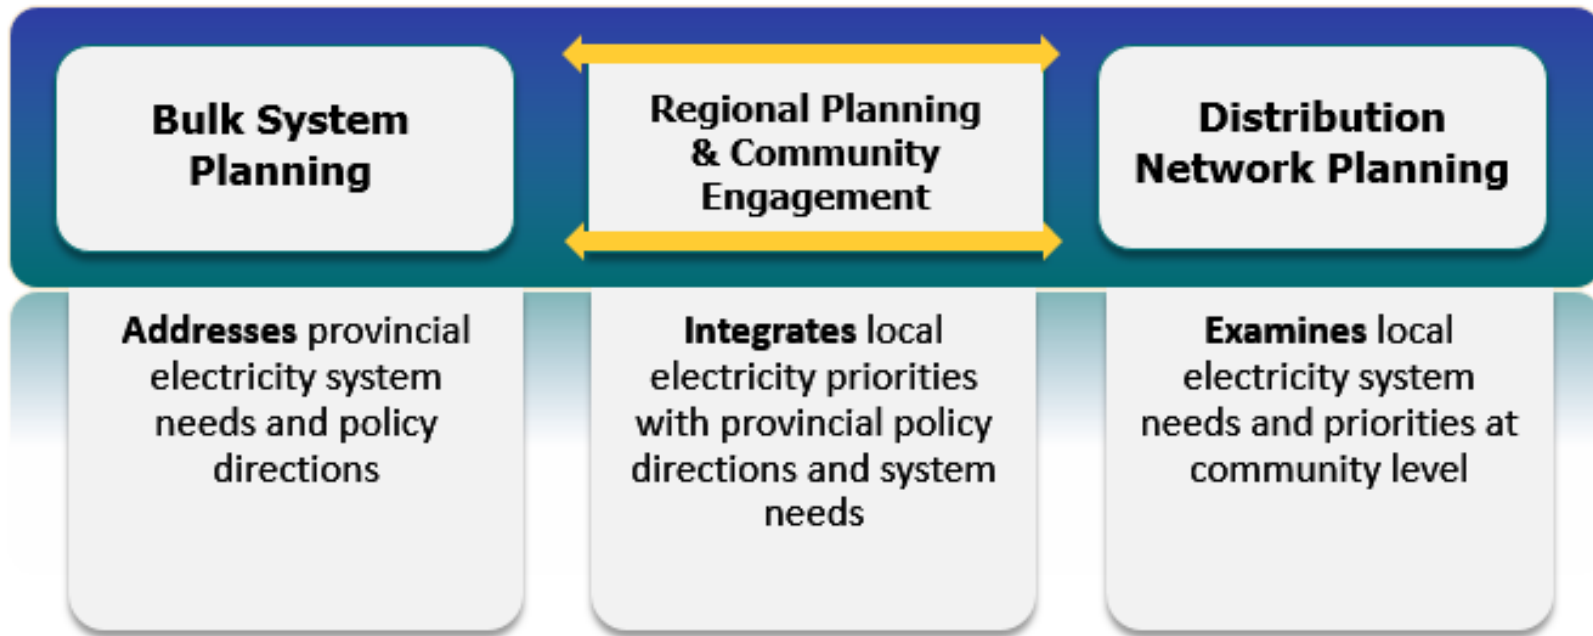 Bulk System
Planning
Regional Planning
& Community
Engagement
Distribution
Network Planning
Addresses provincial
electricity system
needs and policy
directions
Integrates local
electricity priorities
with provincial policy
directions and system
needs
Examines local
electricity system
needs and priorities at
community level